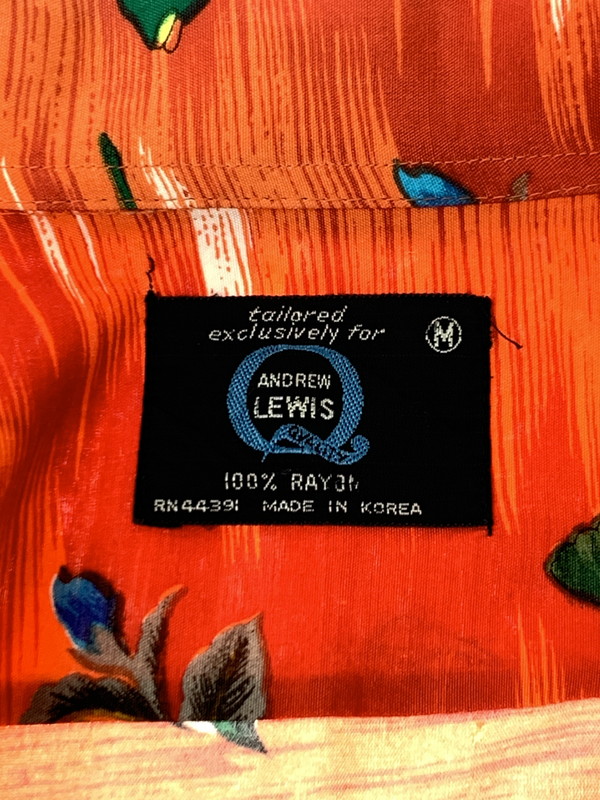 tailored
exclusively for
M
Q
ANDREW
LEWIS
100% RAYON
RN44391 MADE IN KOREA